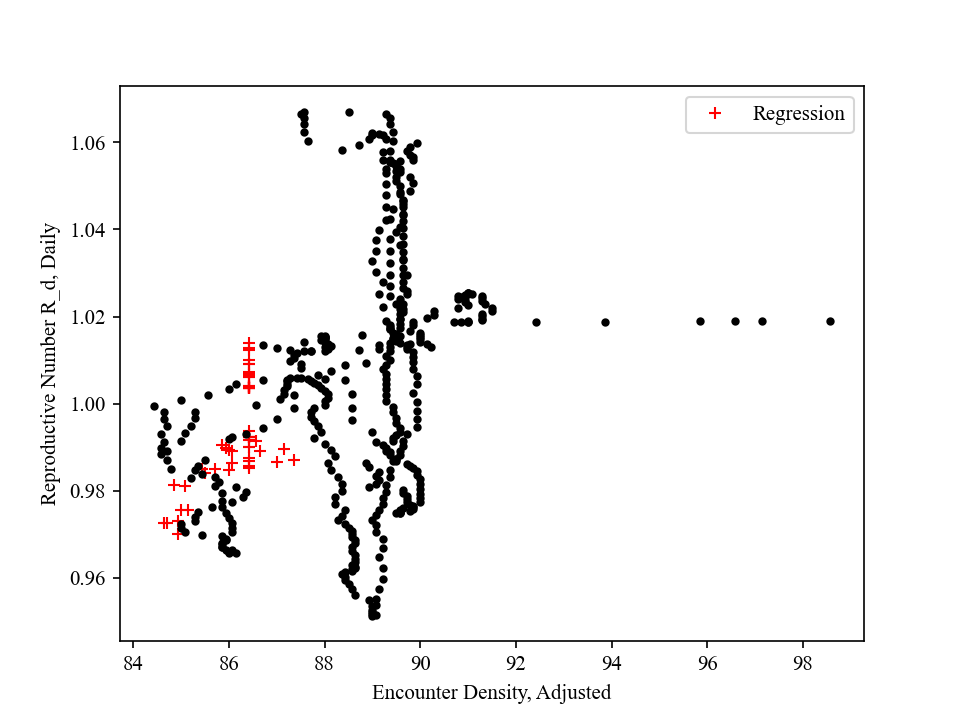 Regression
1.06
1.04
1.02
1.00
0.98
0.96
Reproductive Number R_d, Daily
84 86 88 90 92 94 96 98
Encounter Density, Adjusted